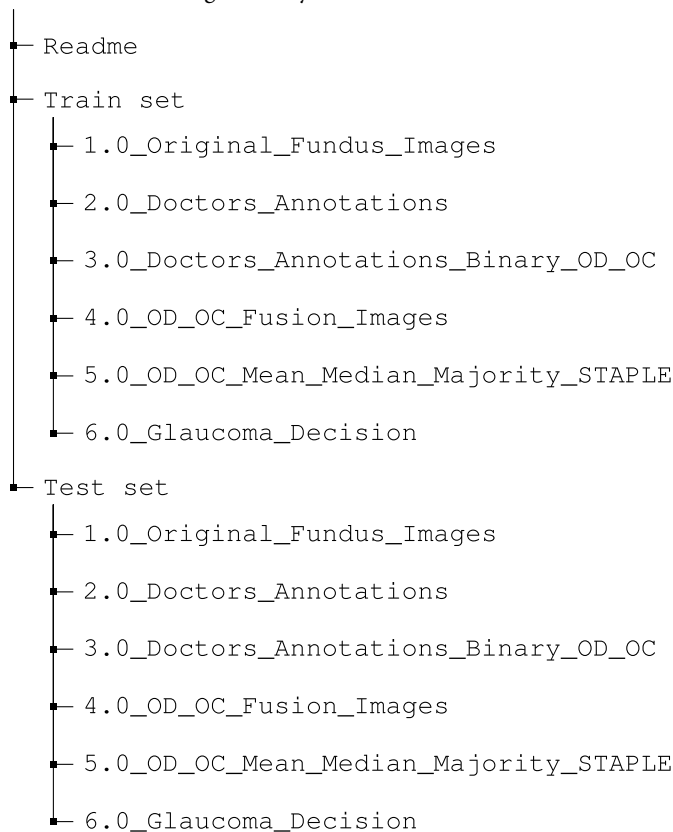 Readme
Train set
1.0_Original_Fundus_Images
2.0_Doctors_Annotations
3.0_Doctors_Annotations_Binary_OD_OC
4.0_OD_OC_Fusion_Images
5.0_OD_OC_Mean_Median_Majority_STAPLE
6.0_Glaucoma_Decision
Test set
1.0_Original_Fundus_Images
2.0_Doctors_Annotations
3.0_Doctors_Annotations_Binary_OD_OC
4.0_OD_OC_Fusion_Images
5.0_OD_OC_Mean_Median_Majority_STAPLE
6.0_Glaucoma_Decision